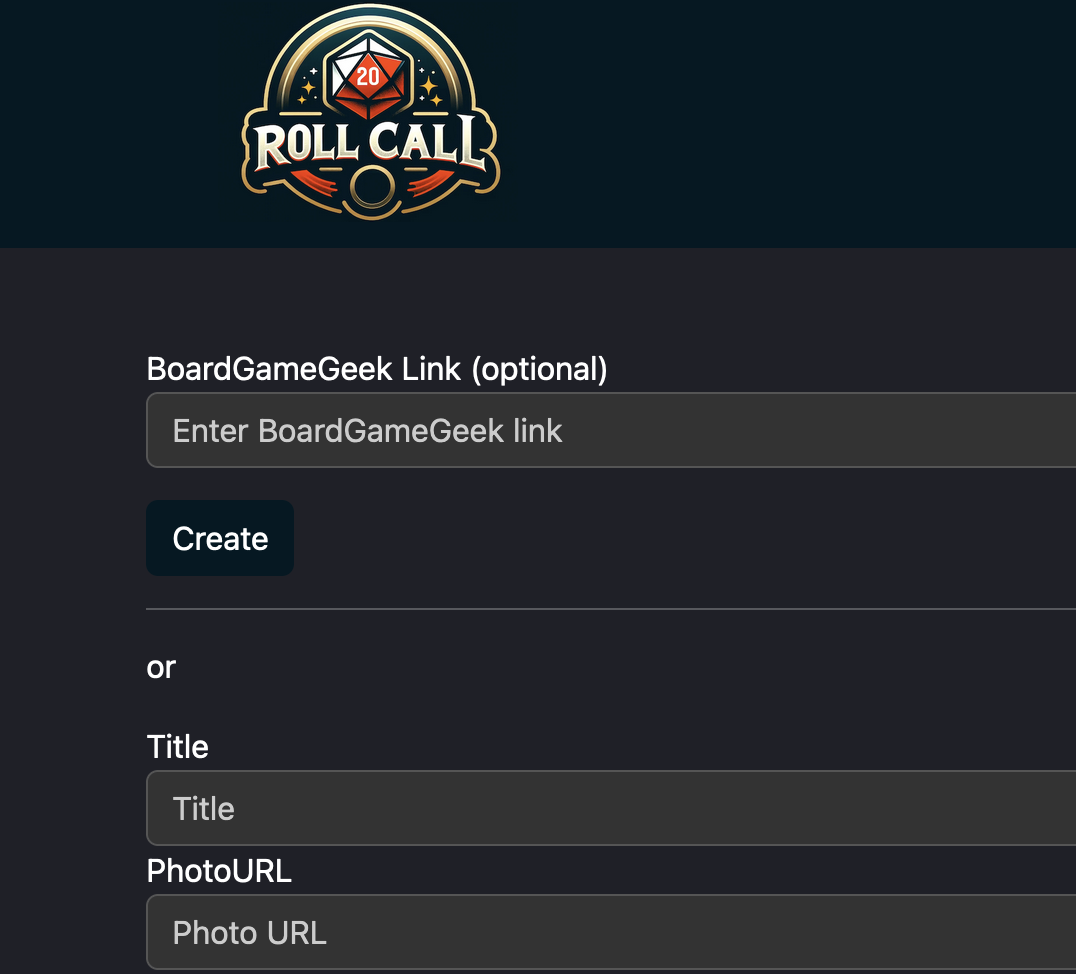 20
ROLL CALL
BoardGameGeek Link (optional)
Enter BoardGameGeek link
Create
or
Title
Title
PhotoURL
Photo URL